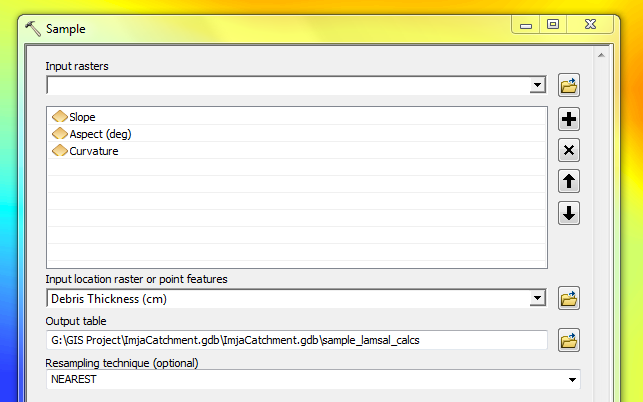 Sample
Input rasters
Slope
Aspect (deg)
Curvature
Input location raster or point features
Debris Thickness (cm)
Output table
G:\GIS Project\ImjaCatchment.gdb\ImjaCatchment.gdb\sample_lamsal_calcs
Resampling technique (optional)
NEAREST